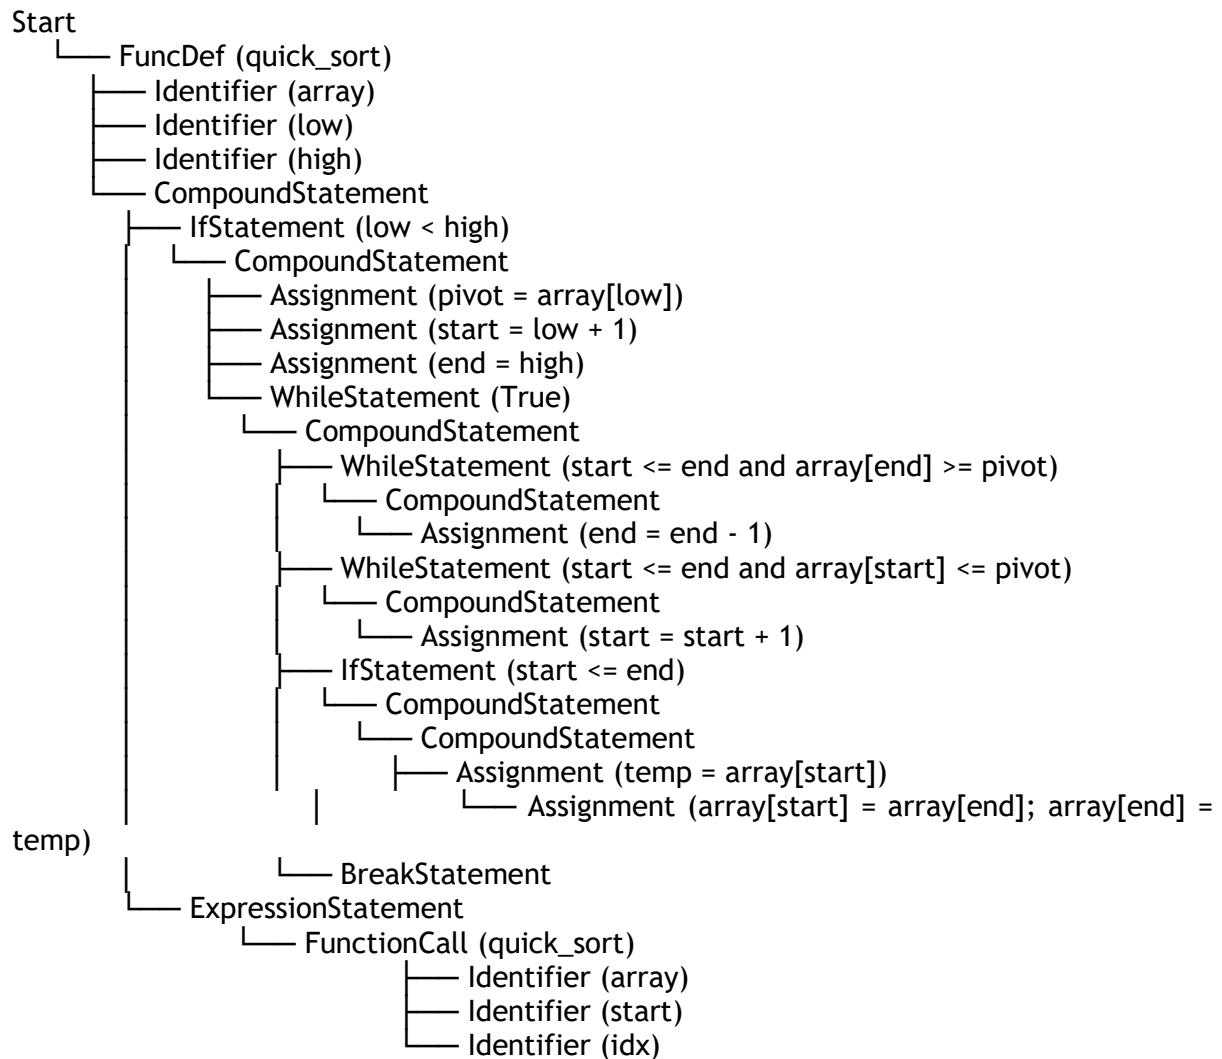 Start
FuncDef (quick_sort)
Identifier (array)
Identifier (low)
Identifier (high)
CompoundStatement
IfStatement (low < high)
CompoundStatement
Assignment (pivot = array[low])
Assignment (start = low + 1)
Assignment (end = high)
WhileStatement (True)
CompoundStatement
WhileStatement (start <= end and array[end] >= pivot)
CompoundStatement
Assignment (end = end - 1)
WhileStatement (start <= end and array[start] <= pivot)
CompoundStatement
Assignment (start = start + 1)
IfStatement (start <= end)
CompoundStatement
CompoundStatement
Assignment (temp = array[start])
Assignment (array[start] = array[end]; array[end] =
temp)
BreakStatement
ExpressionStatement
FunctionCall (quick_sort)
Identifier (array)
Identifier (start)
Identifier (idx)